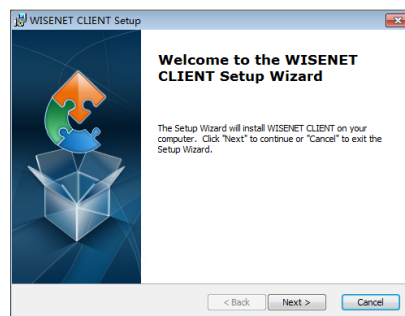 WISENET CLIENT Setup
Welcome to the WISENET
CLIENT Setup Wizard
The Setup Wizard will install WISENET CLIENT on your
computer. Click "Next" to continue or "Cancel" to exit the
Setup Wizard.
< Back Next > Cancel